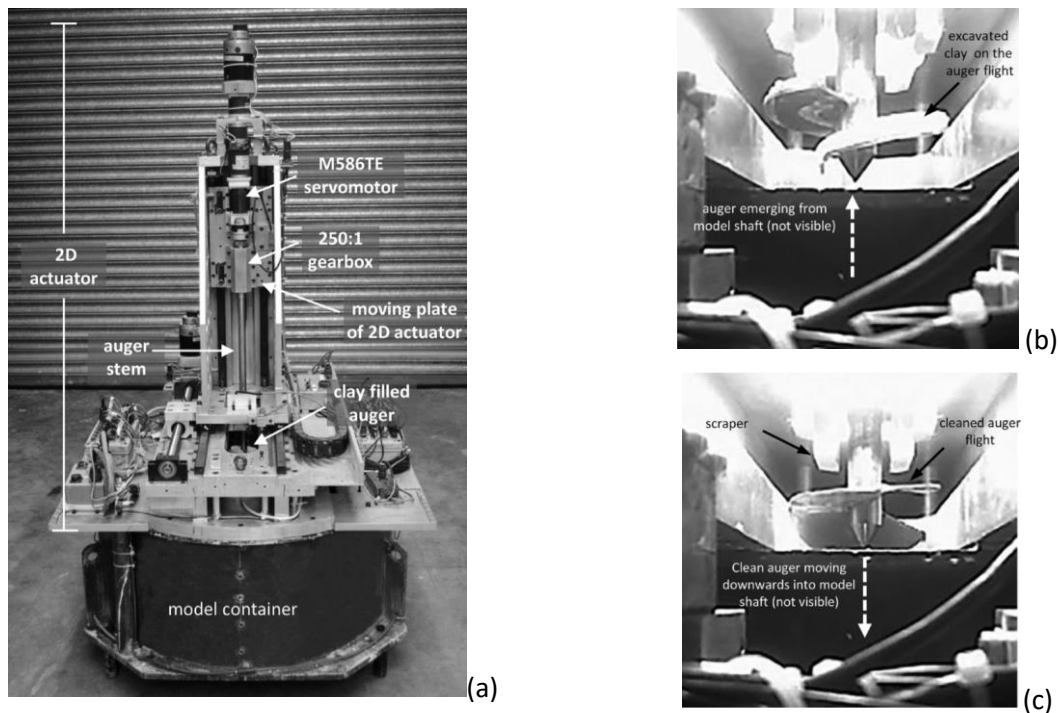 M586TE
servomotor
250:1
gearbox
2D
actuator
moving plate
of 2D actuator
auger
stem
clay filled
auger
model container
(a)
excavated
clay on the
auger flight
auger emerging from
model shaft (not visible)
(b)
scraper
cleaned auger
flight
Clean auger moving
downwards into model
shaft (not visible)
(c)